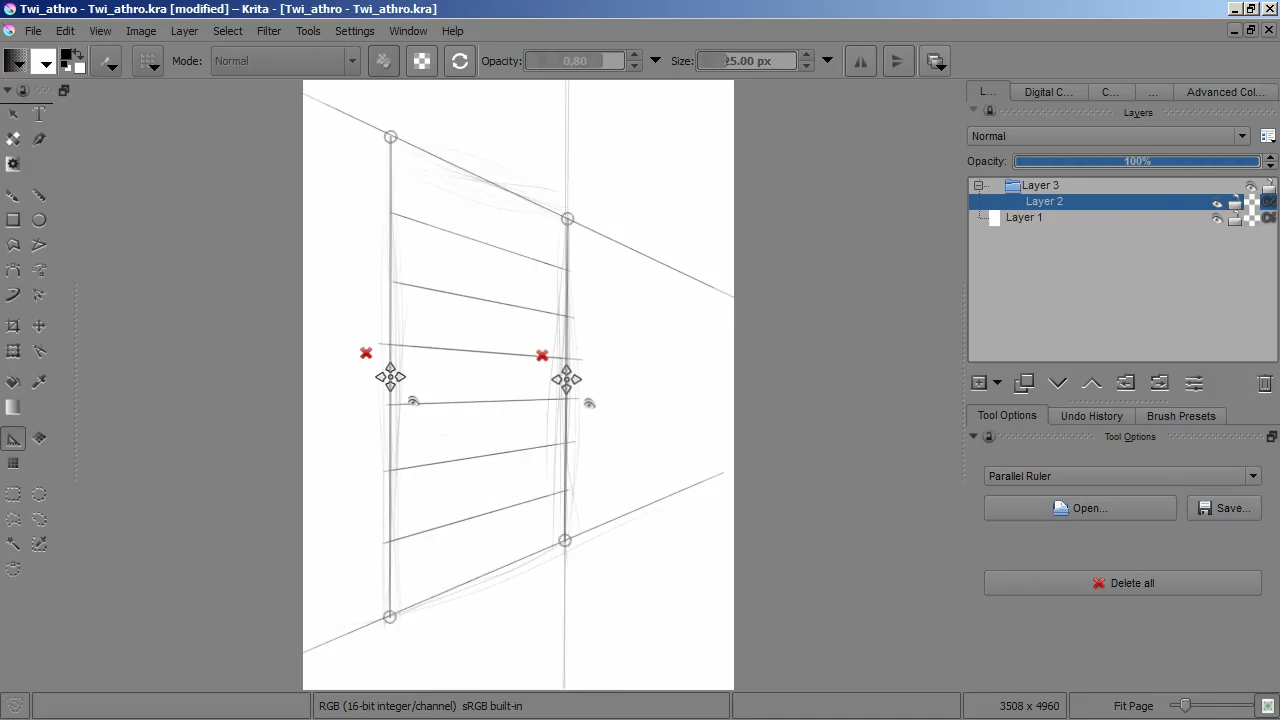 Twi_athro - Twi_athro.kra [modified] – Krita - [Twi_athro - Twi_athro.kra]
File Edit View Image Layer Select Filter Tools Settings Window Help
Mode: Normal Opacity: 0.80 Size: 25.00 px
L... Digital C... C... ... Advanced Col...
Layers
Normal
Opacity: 100%
Layer 3
Layer 2
Layer 1
Tool Options Undo History Brush Presets
Tool Options
Parallel Ruler
Open... Save...
Delete all
RGB (16-bit integer/channel) sRGB built-in 3508 x 4960 Fit Page